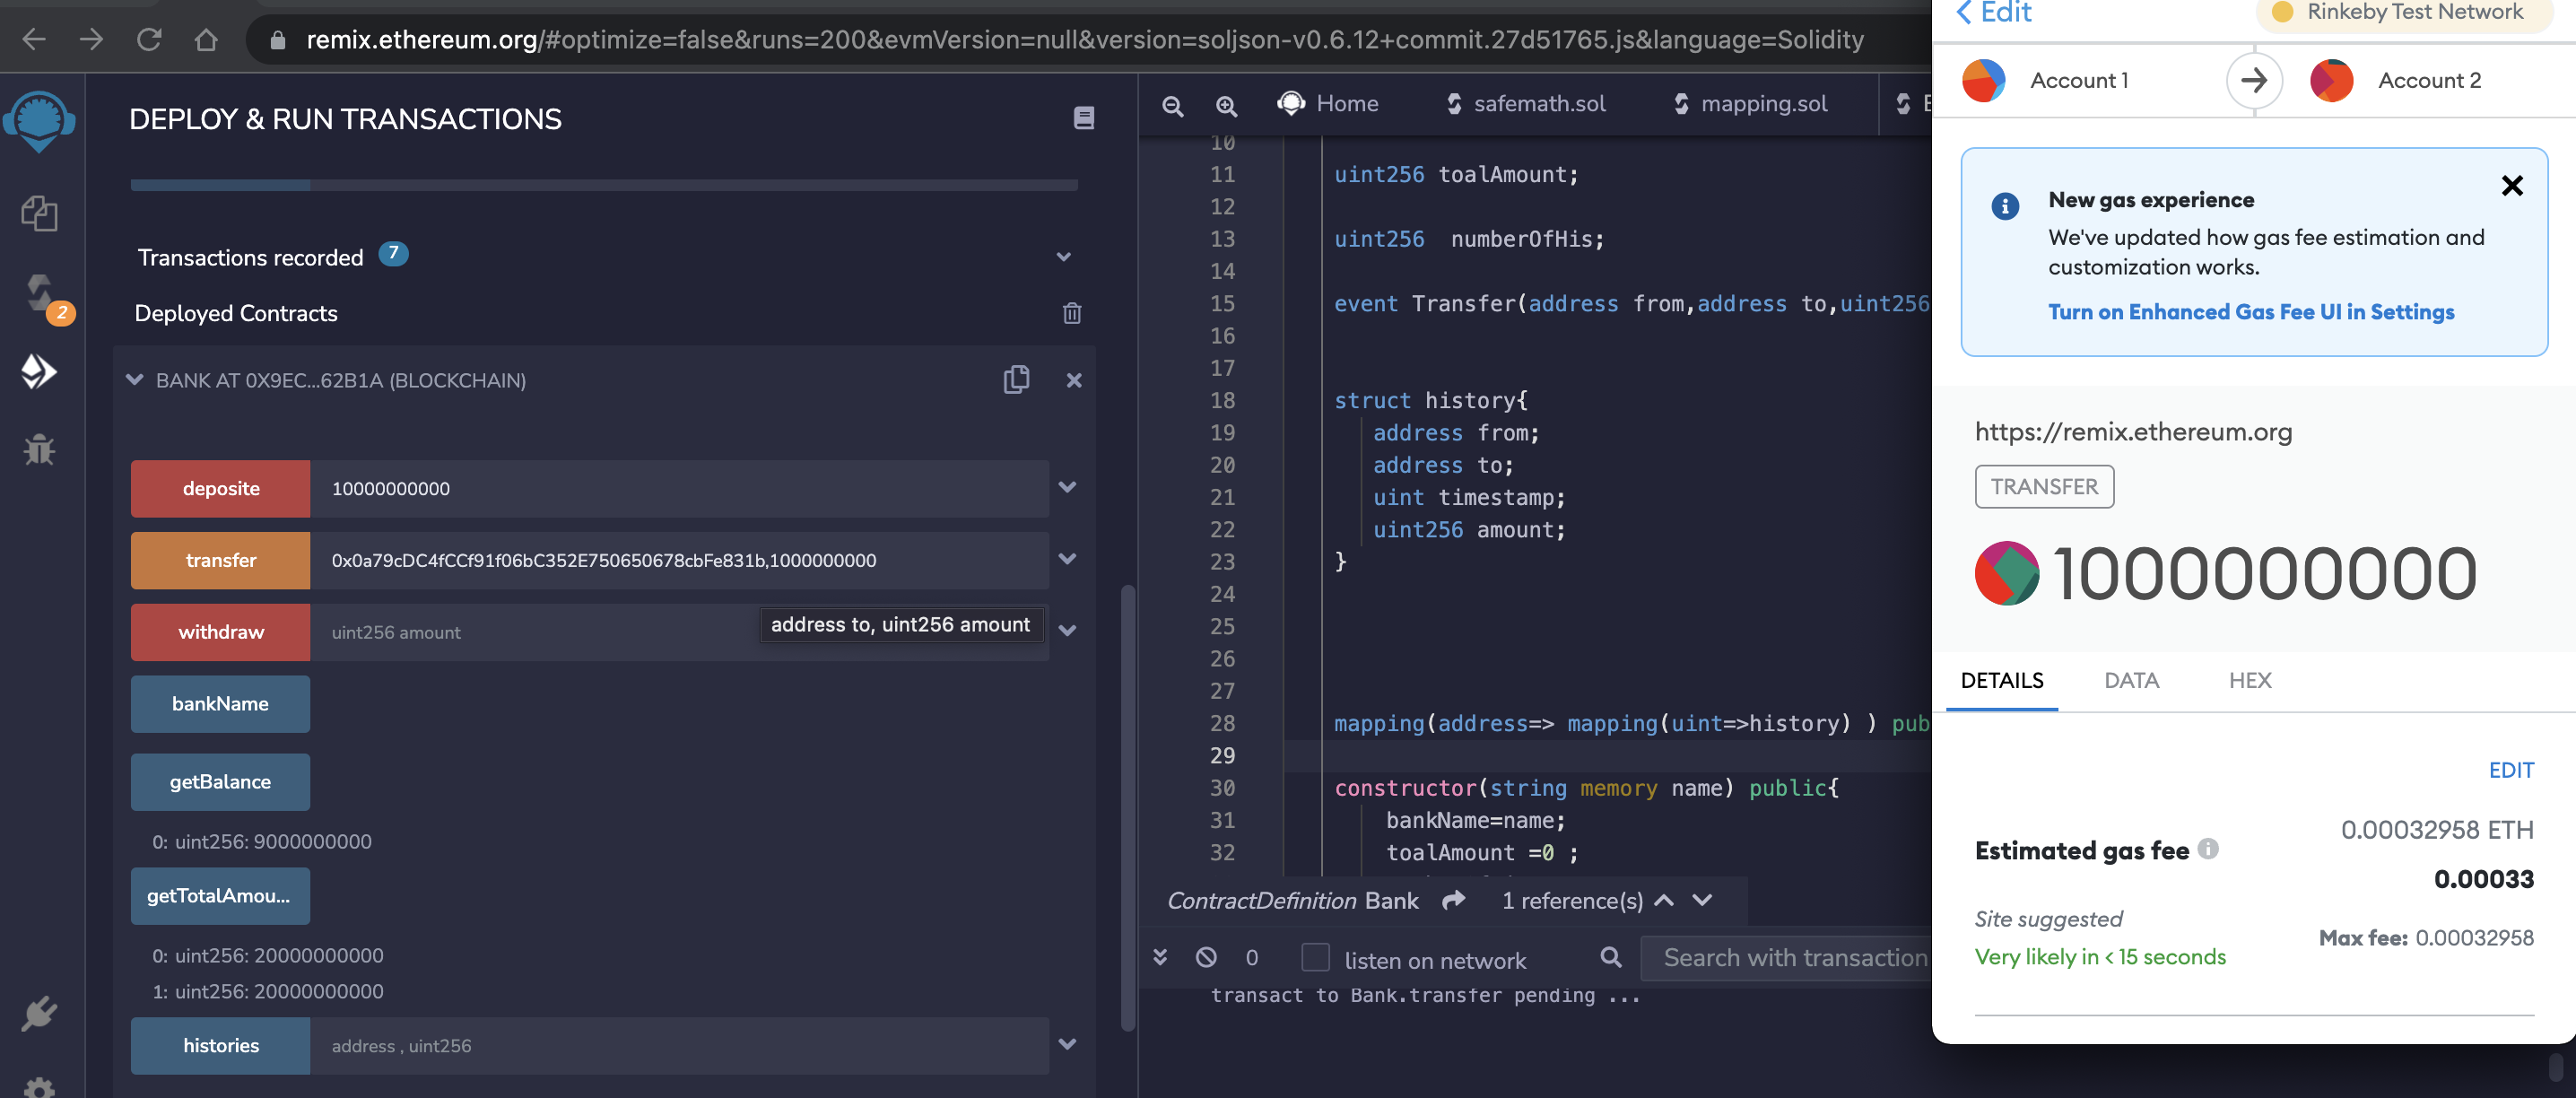 remix.ethereum.org/#optimize=false&runs=200&evmVersion=null&version=soljson-v0.6.12+commit.27d51765.js&language=Solidity
DEPLOY & RUN TRANSACTIONS
Transactions recorded 7
Deployed Contracts
2
BANK AT 0X9EC...62B1A (BLOCKCHAIN)
deposite 10000000000
transfer 0x0a79cDC4fCCf91f06bC352E750650678cbFe831b,1000000000
withdraw uint256 amount
address to, uint256 amount
bankName
getBalance
0: uint256: 9000000000
getTotalAmou...
0: uint256: 20000000000
1: uint256: 20000000000
histories address , uint256
Home safemath.sol mapping.sol
10
11 uint256 toalAmount;
12
13 uint256  numberOfHis;
14
15 event Transfer(address from,address to,uint256
16
17
18 struct history{
19 address from;
20 address to;
21 uint timestamp;
22 uint256 amount;
23 }
24
25
26
27
28 mapping(address=> mapping(uint=>history) ) pub
29
30 constructor(string memory name) public{
31 bankName=name;
32 toalAmount =0 ;
ContractDefinition Bank 1 reference(s)
0 listen on network Search with transaction
transact to Bank.transfer pending ...
< Edit Rinkeby Test Network
Account 1 Account 2
New gas experience
We've updated how gas fee estimation and
customization works.
Turn on Enhanced Gas Fee UI in Settings
https://remix.ethereum.org
TRANSFER
1000000000
DETAILS DATA HEX
EDIT
Estimated gas fee 0.00032958 ETH
0.00033
Site suggested
Very likely in < 15 seconds
Max fee: 0.00032958